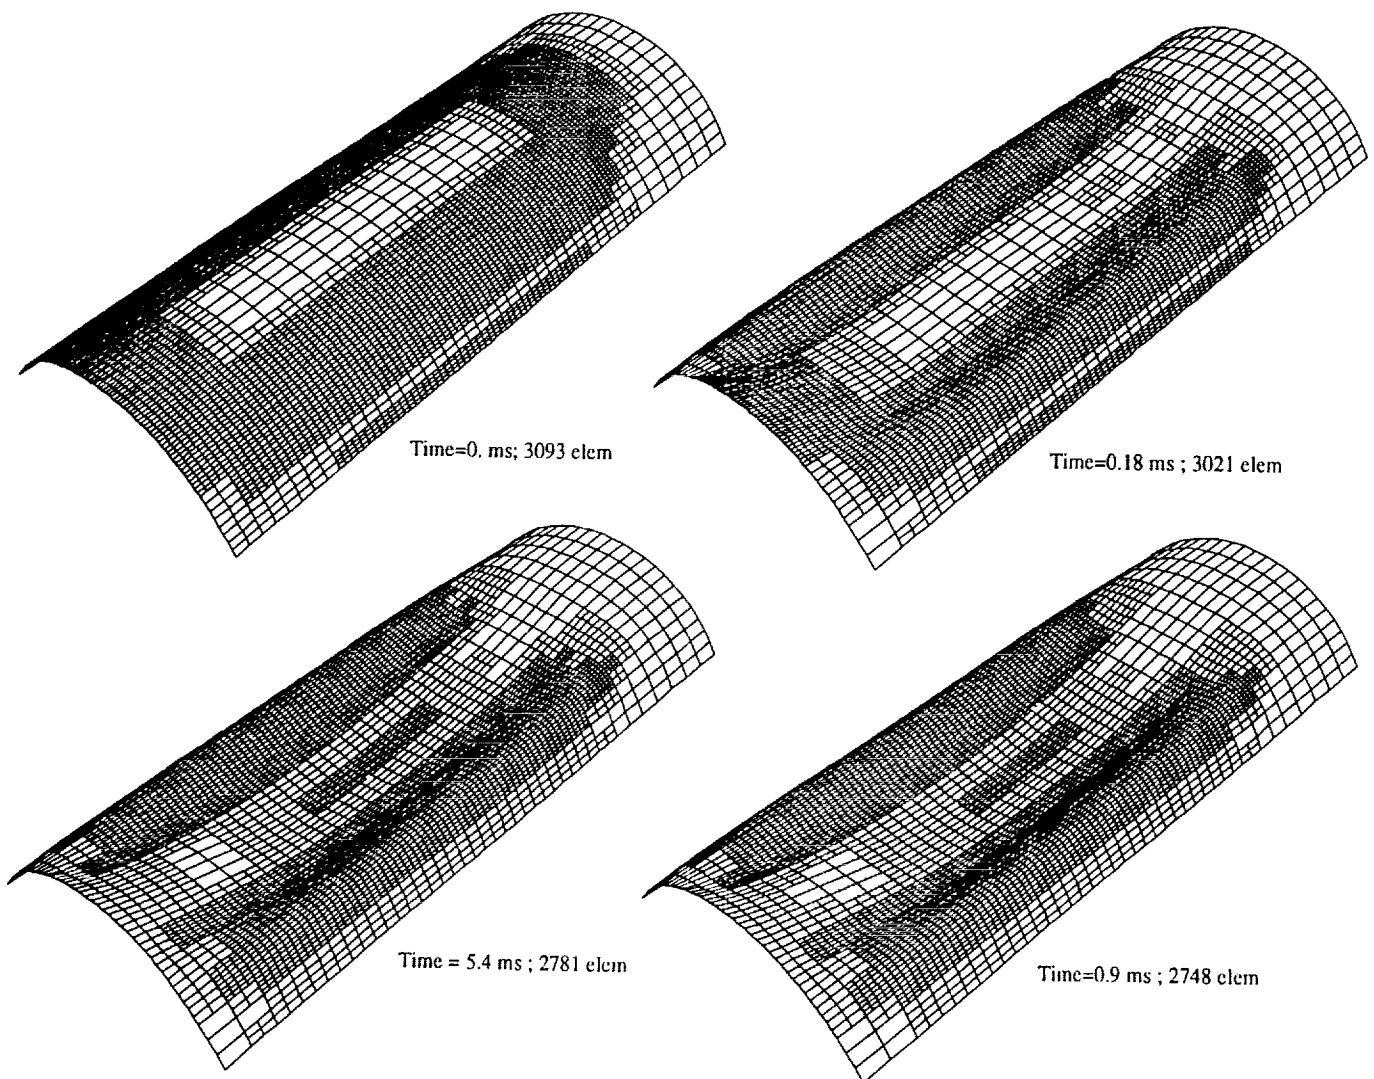 Time=0. ms; 3093 elem
Time=0.18 ms ; 3021 elem
Time = 5.4 ms ; 2781 elem
Time=0.9 ms ; 2748 elem